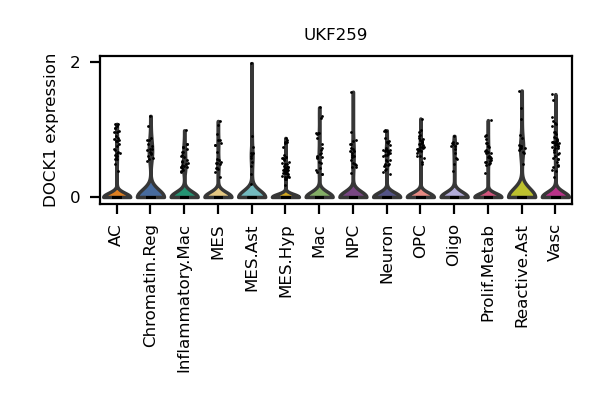 UKF259
DOCK1 expression
2
0
AC
Chromatin.Reg
Inflammatory.Mac
MES
MES.Ast
MES.Hyp
Mac
NPC
Neuron
OPC
Oligo
Prolif.Metab
Reactive.Ast
Vasc